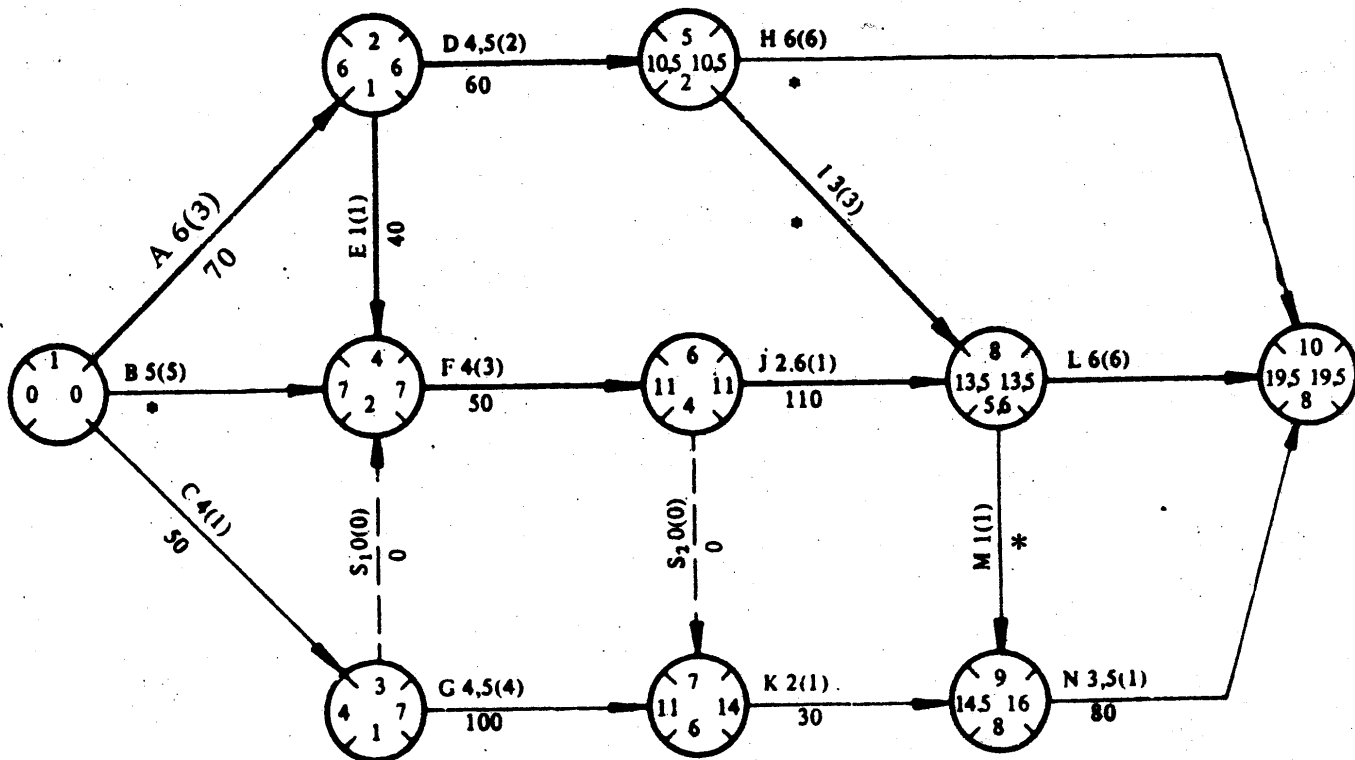 2
6 6
1
D 4,5(2)
60
5
10,5 10,5
2
H 6(6)
*
A 6(3)
70
E 1(1)
40
I 3(3)
*
1
0 0
B 5(5)
*
4
7 7
2
F 4(3)
50
6
11 11
4
J 2.6(1)
110
8
13,5 13,5
5,6
L 6(6)
10
19,5 19,5
8
C 4(1)
50
S1 0(0)
0
S2 0(0)
0
M 1(1)
*
3
4 7
1
G 4,5(4)
100
7
11 14
6
K 2(1)
30
9
14,5 16
8
N 3,5(1)
80